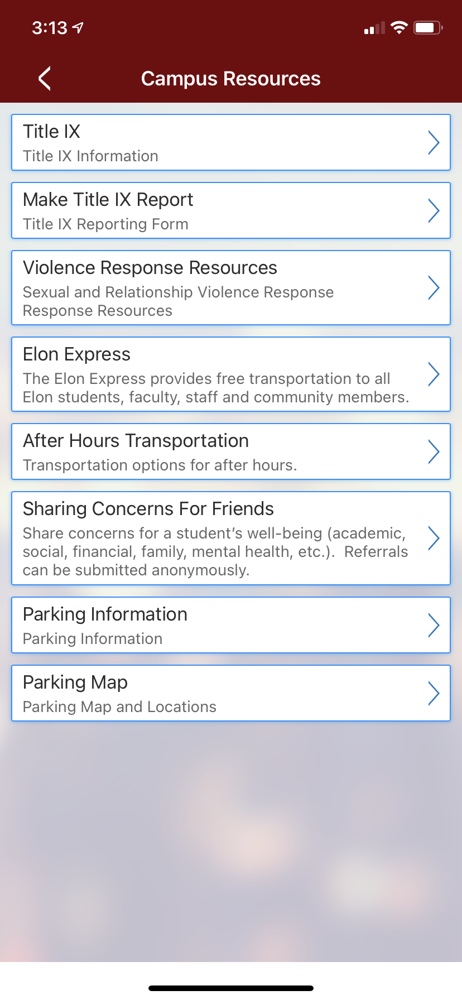 3:13
Campus Resources
Title IX
Title IX Information
Make Title IX Report
Title IX Reporting Form
Violence Response Resources
Sexual and Relationship Violence Response
Response Resources
Elon Express
The Elon Express provides free transportation to all
Elon students, faculty, staff and community members.
After Hours Transportation
Transportation options for after hours.
Sharing Concerns For Friends
Share concerns for a student’s well-being (academic,
social, financial, family, mental health, etc.).  Referrals
can be submitted anonymously.
Parking Information
Parking Information
Parking Map
Parking Map and Locations